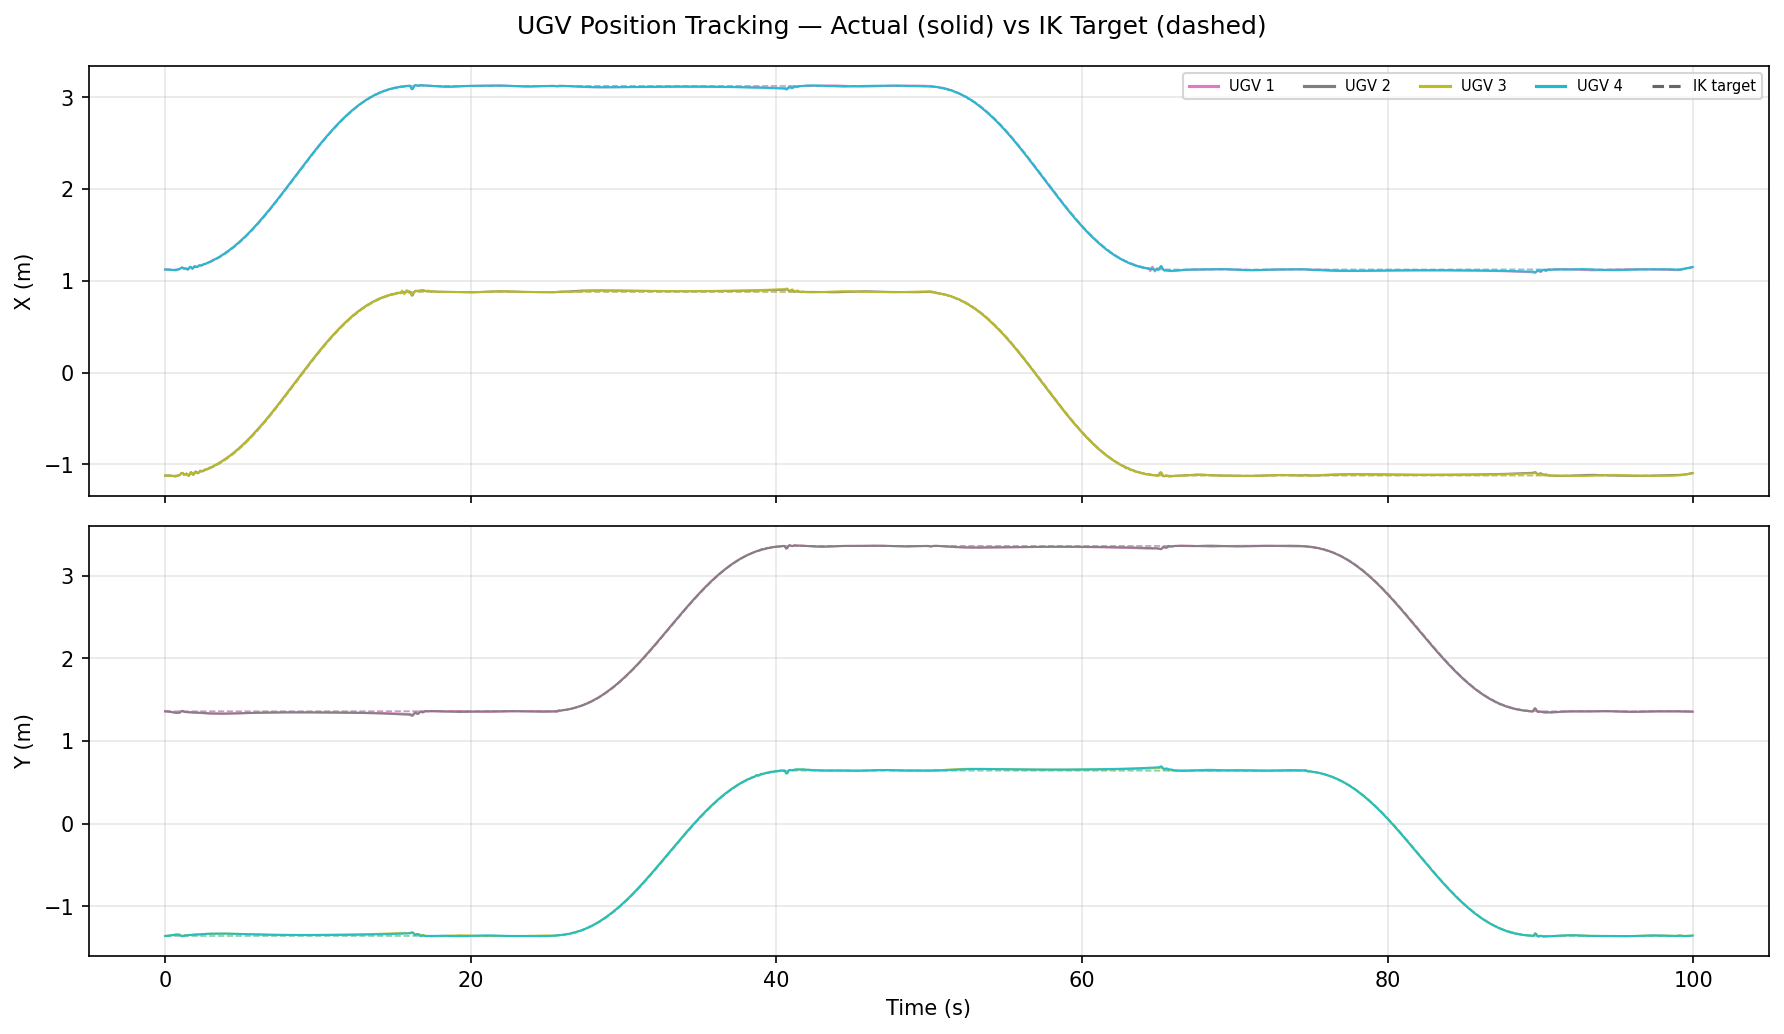 UGV Position Tracking — Actual (solid) vs IK Target (dashed)
UGV 1 UGV 2 UGV 3 UGV 4 IK target
X (m)
3
2
1
0
−1
Y (m)
3
2
1
0
−1
0 20 40 60 80 100
Time (s)